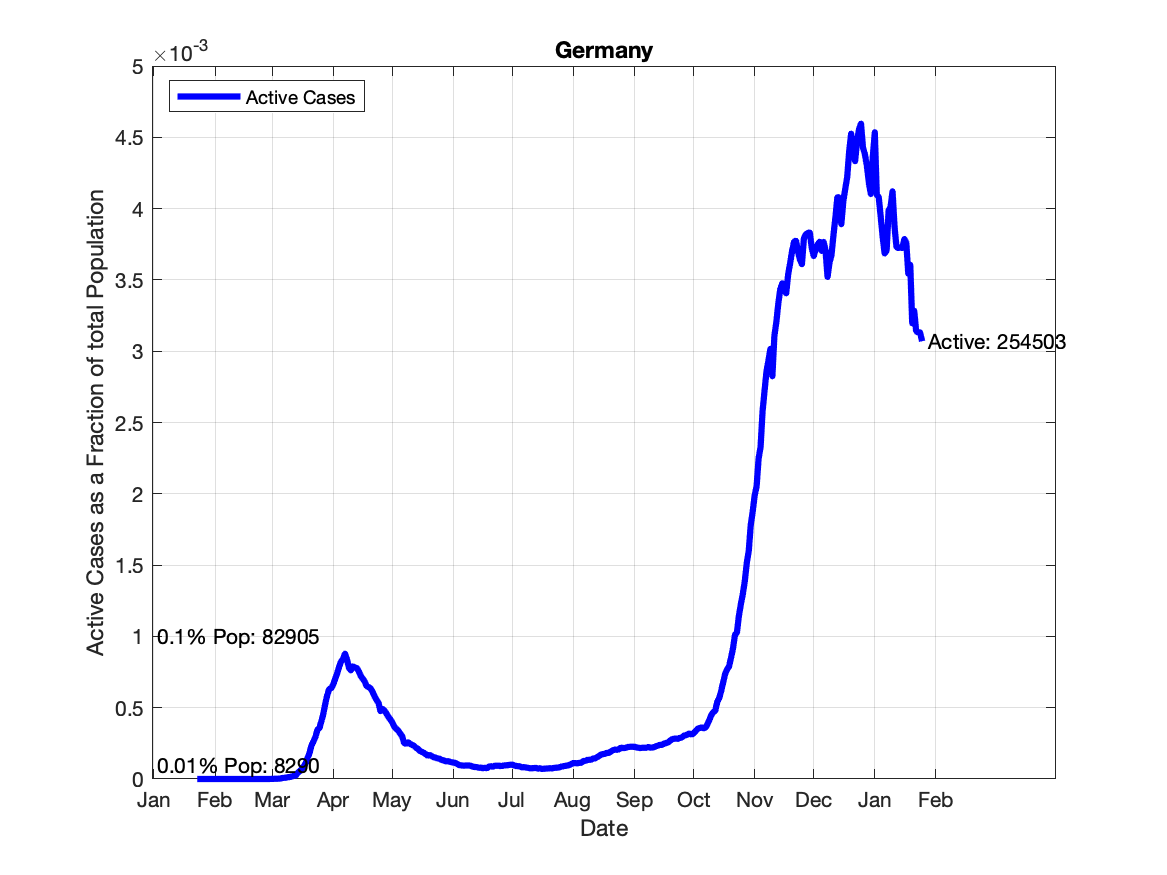 Germany
×10-3
Active Cases
5
4.5
4
3.5
3
2.5
2
1.5
1
0.5
0
Active Cases as a Fraction of total Population
Active: 254503
0.1% Pop: 82905
0.01% Pop: 8290
Jan Feb Mar Apr May Jun Jul Aug Sep Oct Nov Dec Jan Feb
Date